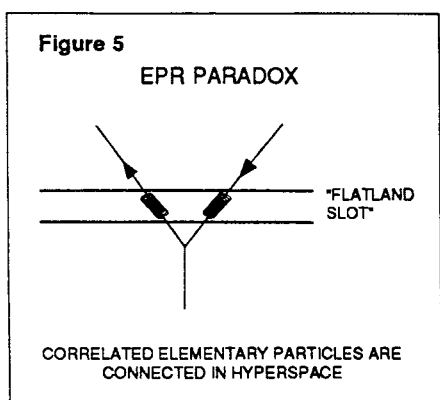 Figure 5
EPR PARADOX
"FLATLAND
SLOT"
CORRELATED ELEMENTARY PARTICLES ARE
CONNECTED IN HYPERSPACE